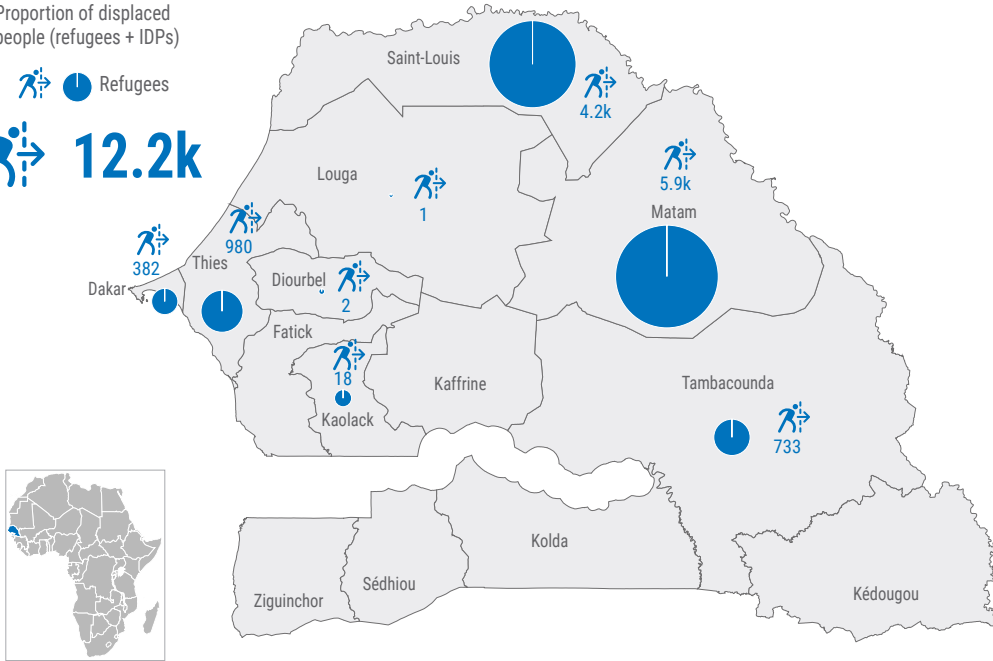 Proportion of displaced
people (refugees + IDPs)
Refugees
12.2k
Saint-Louis
4.2k
5.9k
Matam
Louga
1
980
Thies
382
Dakar
Diourbel
2
Fatick
18
Kaolack
Kaffrine
Tambacounda
733
Kolda
Sédhiou
Ziguinchor
Kédougou